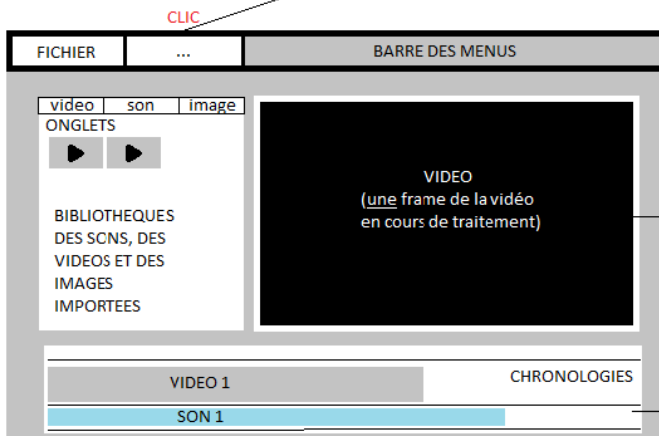 CLIC
FICHIER
...
BARRE DES MENUS
video son image
ONGLETS
VIDEO
(une frame de la vidéo
en cours de traitement)
BIBLIOTHEQUES
DES SONS, DES
VIDEOS ET DES
IMAGES
IMPORTEES
VIDEO 1
CHRONOLOGIES
SON 1